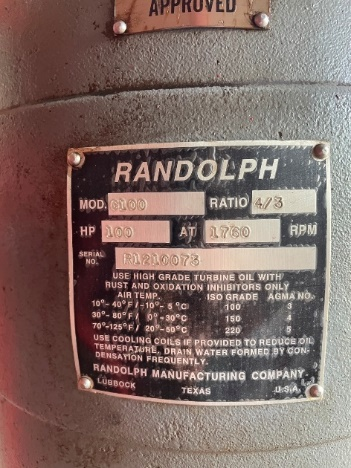 APPROVED
RANDOLPH
MOD. G100 RATIO 4/3
HP 100 AT 1760 RPM
SERIAL NO. R1210073
USE HIGH GRADE TURBINE OIL WITH
RUST AND OXIDATION INHIBITORS ONLY
AIR TEMP. ISO GRADE AGMA NO.
10°-40°F/-10°-5°C 100 3
30°-80°F/ 0°-30°C 150 4
70°-125°F/20°-50°C 220 5
USE COOLING COILS IF PROVIDED TO REDUCE OIL
TEMPERATURE. DRAIN WATER FORMED BY CON-
DENSATION FREQUENTLY.
RANDOLPH MANUFACTURING COMPANY
LUBBOCK TEXAS U.S.A.